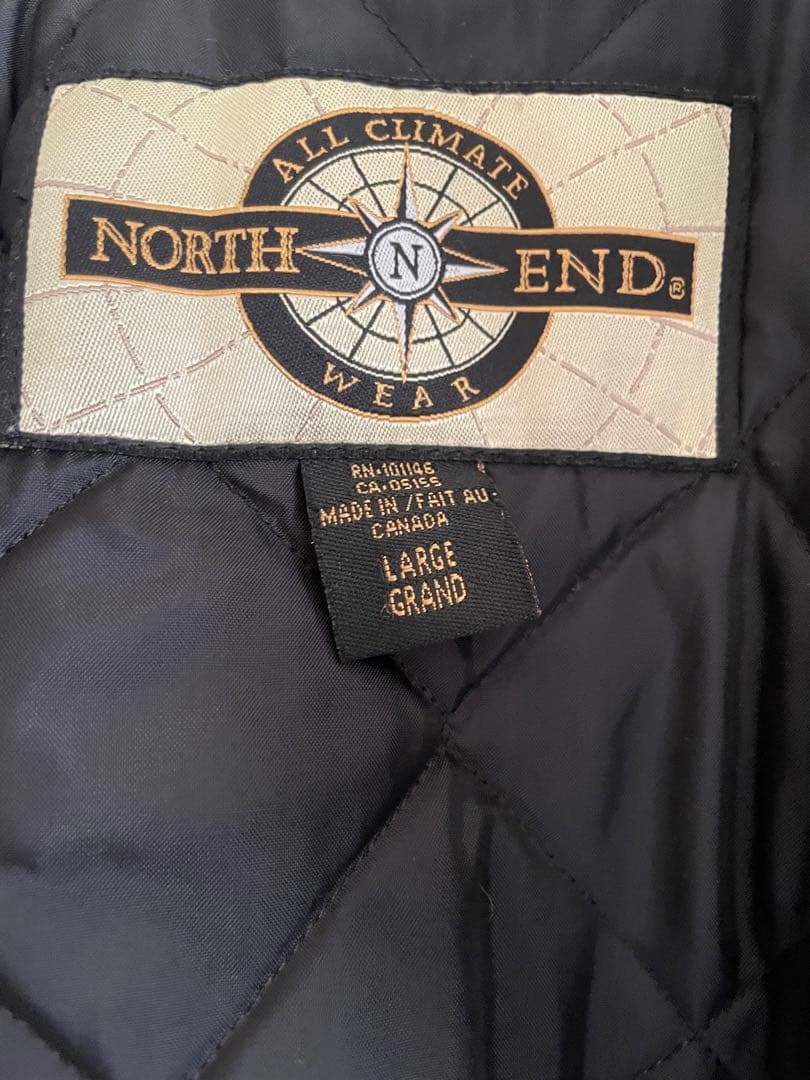 ALL CLIMATE
NORTH N END®
WEAR
RN•101146
CA•05155
MADE IN / FAIT AU
CANADA
LARGE
GRAND